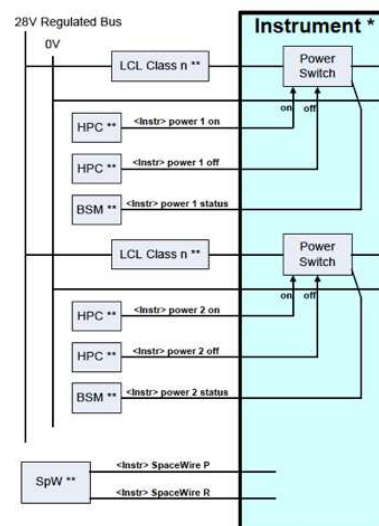 28V Regulated Bus
Instrument *
0V
LCL Class n **
Power
Switch
on off
HPC **
<Instr> power 1 on
HPC **
<Instr> power 1 off
BSM **
<Instr> power 1 status
LCL Class n **
Power
Switch
on off
HPC **
<Instr> power 2 on
HPC **
<Instr> power 2 off
BSM **
<Instr> power 2 status
<Instr> SpaceWire P
SpW **
<Instr> SpaceWire R